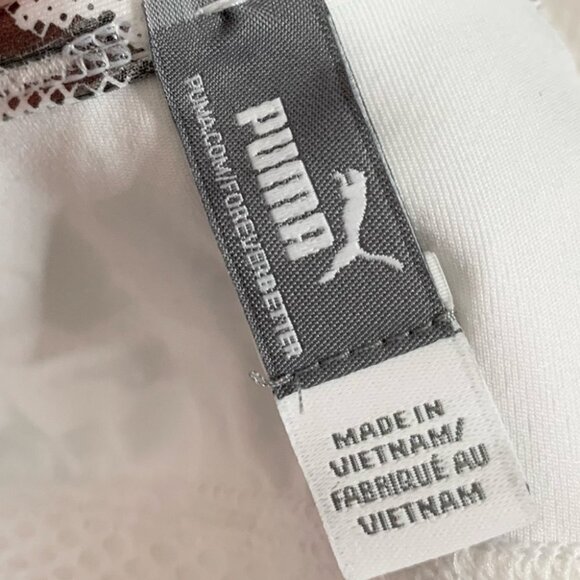 PUMA
PUMA.COM/FOREVERBETTER
MADE IN
VIETNAM/
FABRIQUÉ AU
VIETNAM